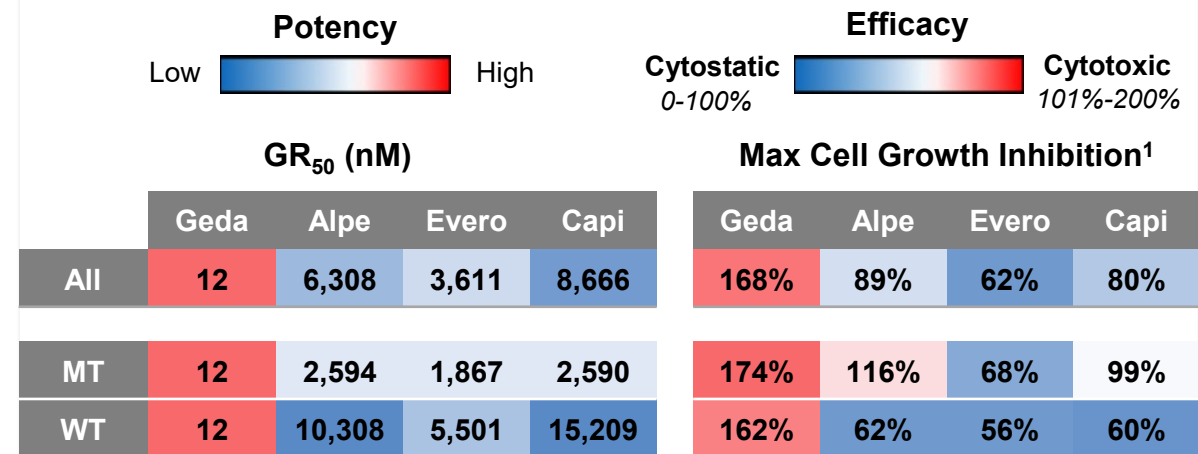 Potency
Low High
Efficacy
Cytostatic Cytotoxic
0-100% 101%-200%
GR50 (nM) Max Cell Growth Inhibition1
Geda Alpe Evero Capi Geda Alpe Evero Capi
All 12 6,308 3,611 8,666 168% 89% 62% 80%
MT 12 2,594 1,867 2,590 174% 116% 68% 99%
WT 12 10,308 5,501 15,209 162% 62% 56% 60%